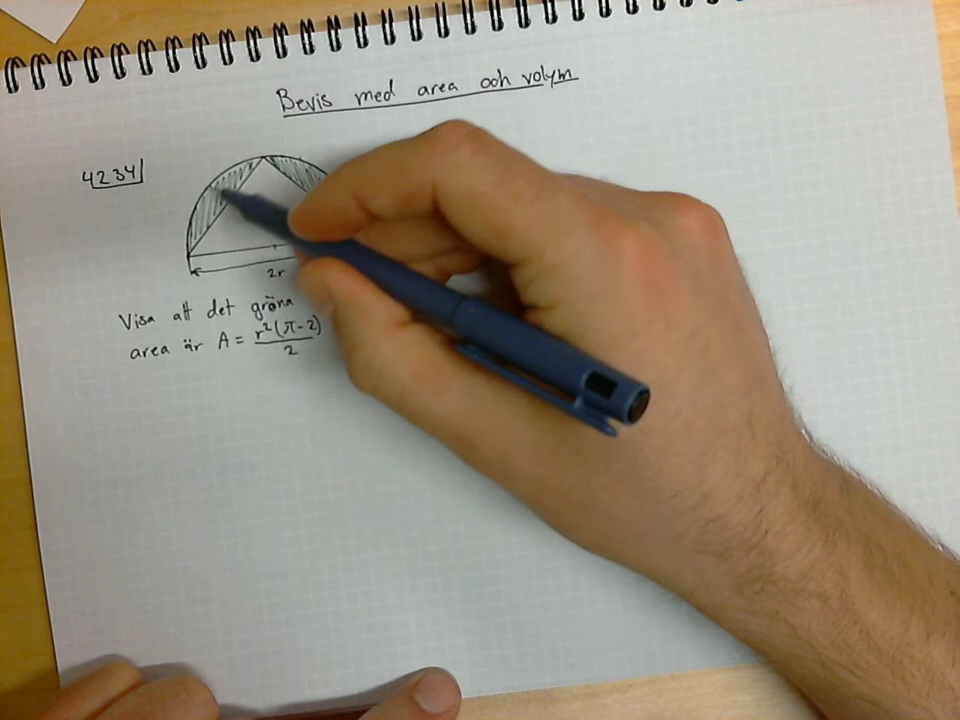 Bevis med area och volym
4234
2r
Visa att det gröna
area är A = r²(π-2)/2